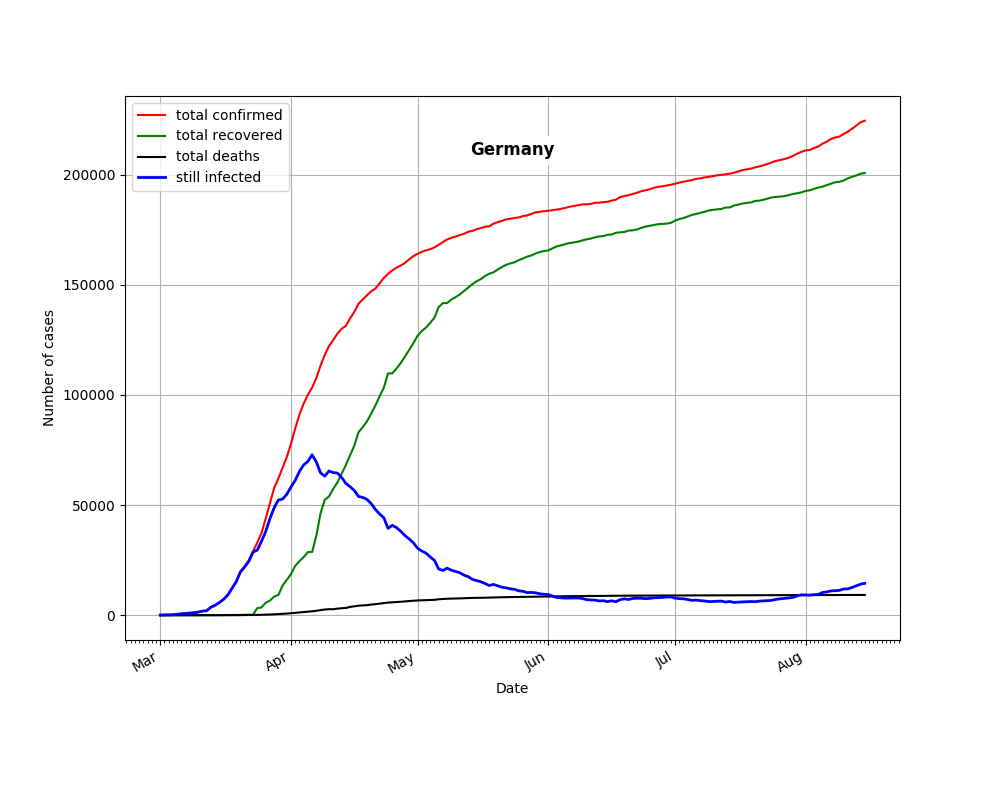 total confirmed
total recovered
total deaths
still infected
Germany
200000
150000
100000
50000
0
Number of cases
Mar
Apr
May
Jun
Jul
Aug
Date